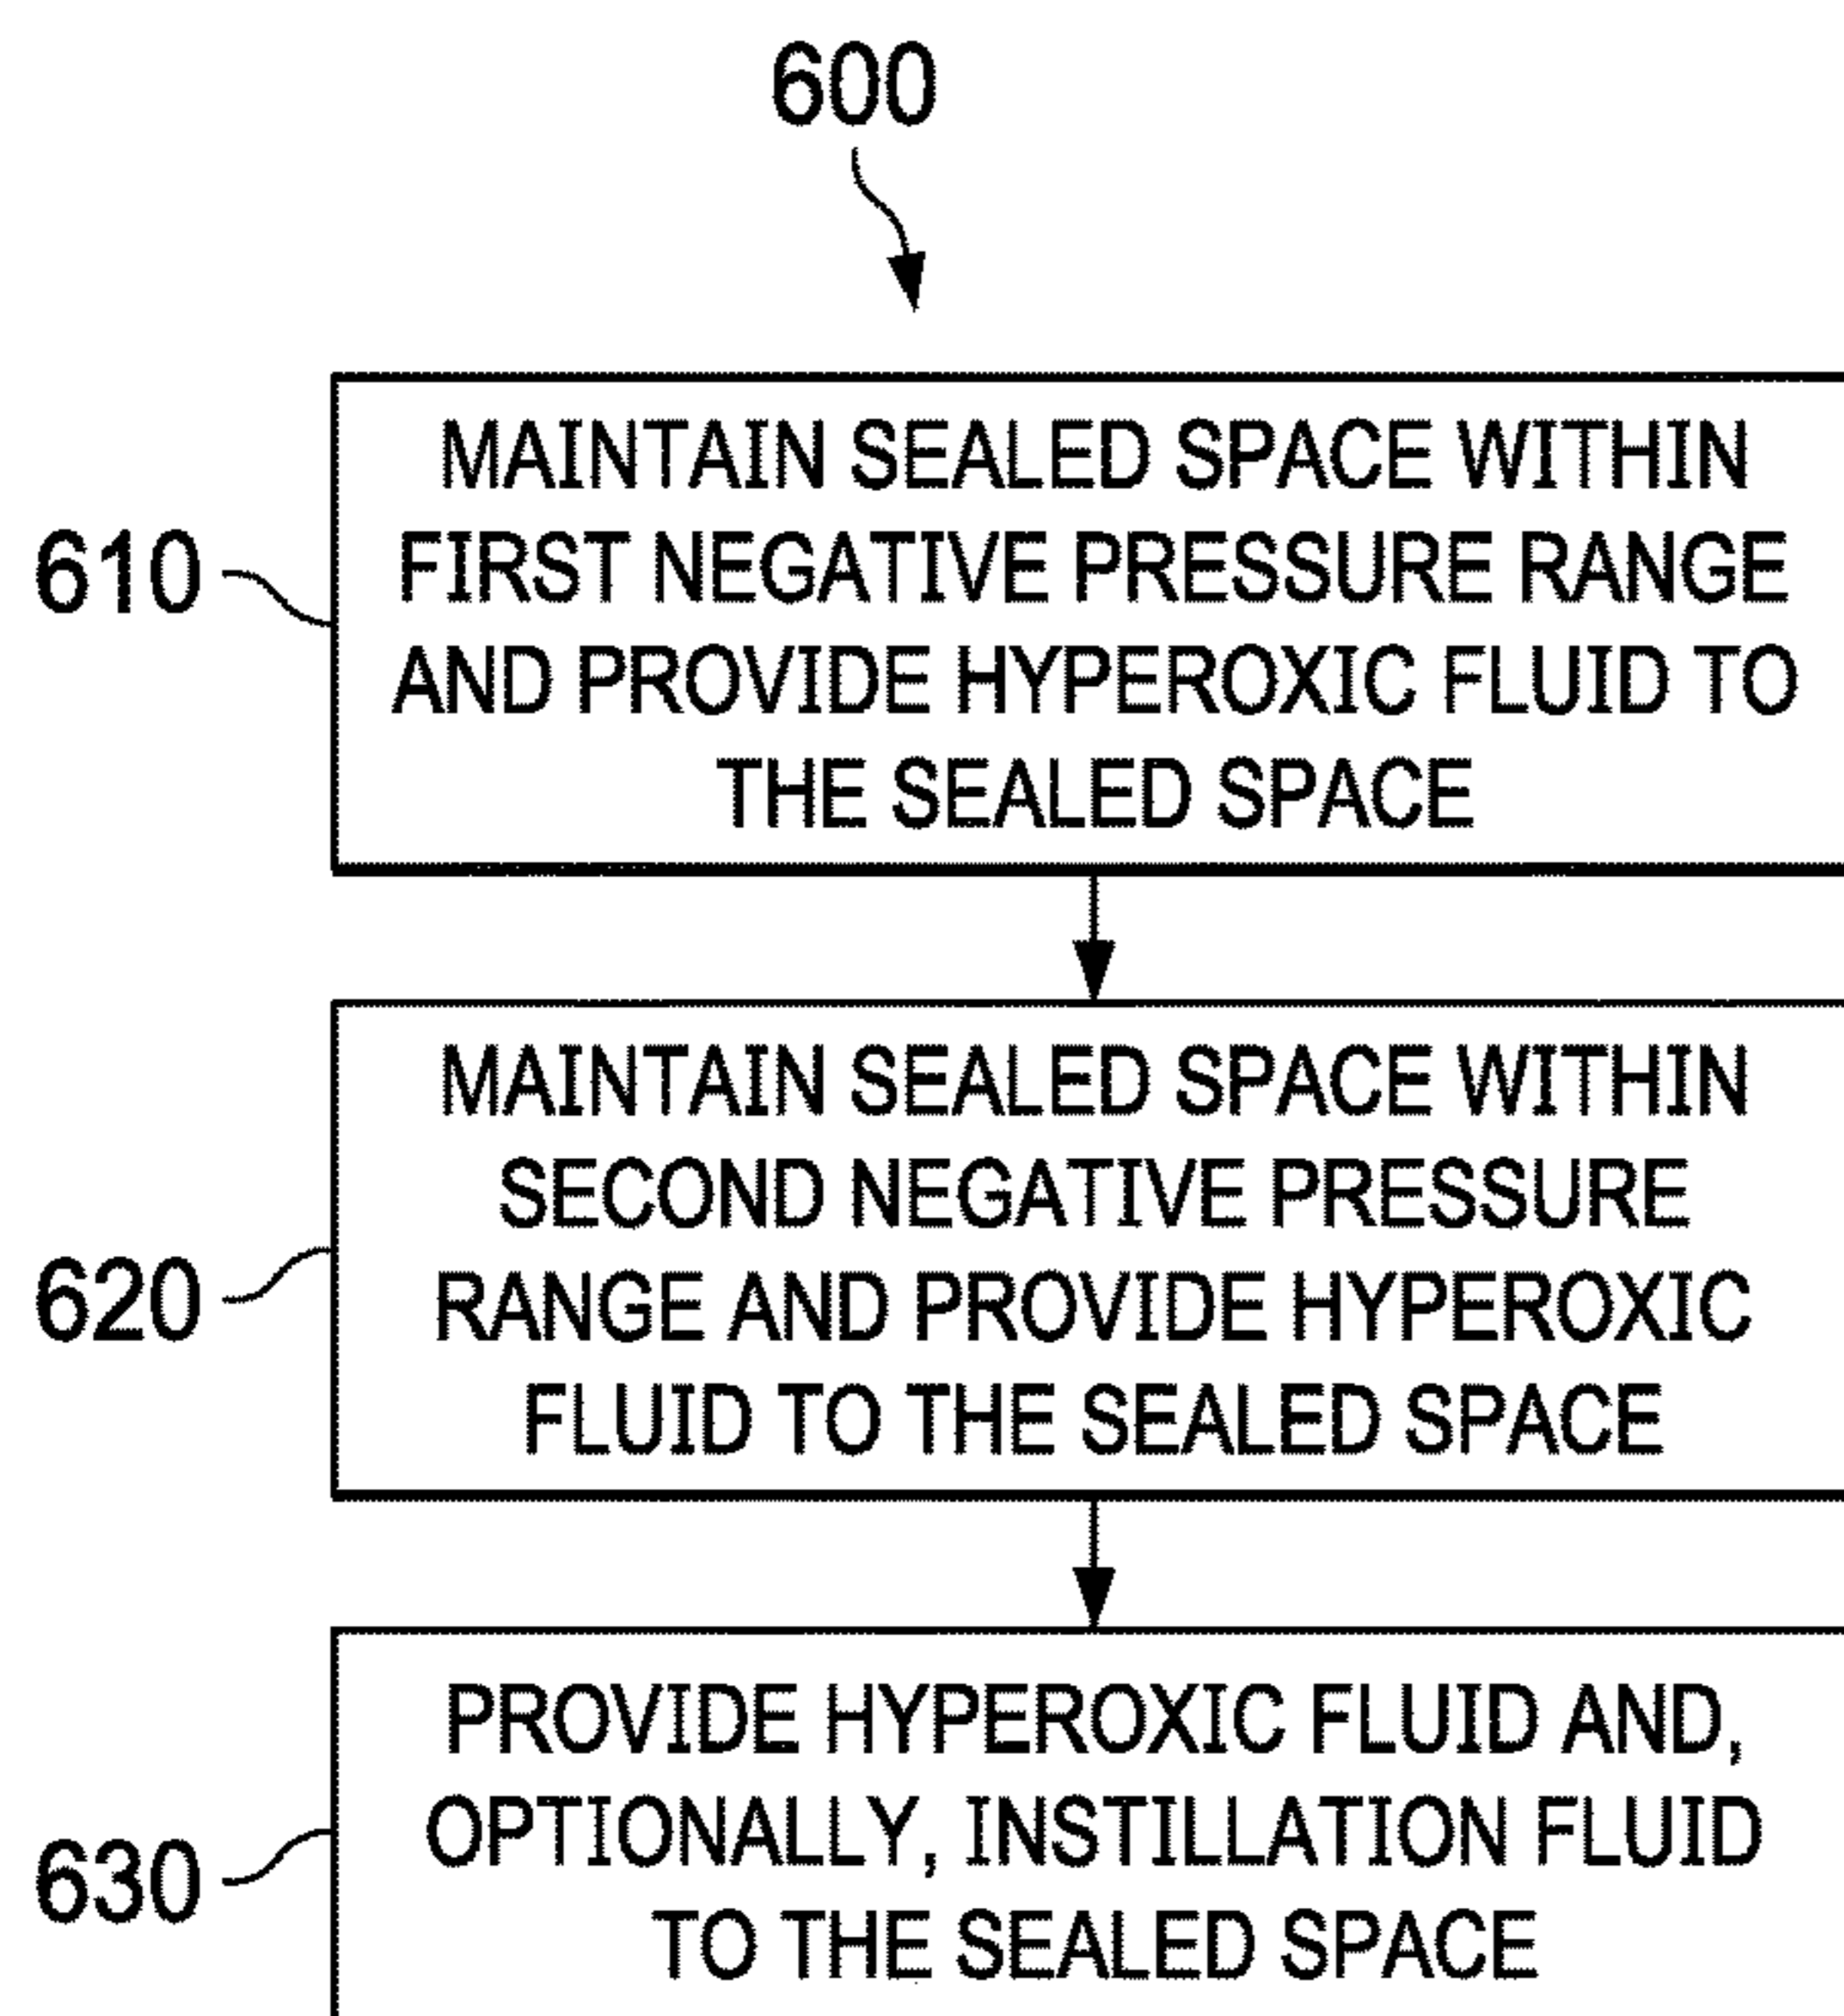 600
610
MAINTAIN SEALED SPACE WITHIN
FIRST NEGATIVE PRESSURE RANGE
AND PROVIDE HYPEROXIC FLUID TO
THE SEALED SPACE
620
MAINTAIN SEALED SPACE WITHIN
SECOND NEGATIVE PRESSURE
RANGE AND PROVIDE HYPEROXIC
FLUID TO THE SEALED SPACE
630
PROVIDE HYPEROXIC FLUID AND,
OPTIONALLY, INSTILLATION FLUID
TO THE SEALED SPACE